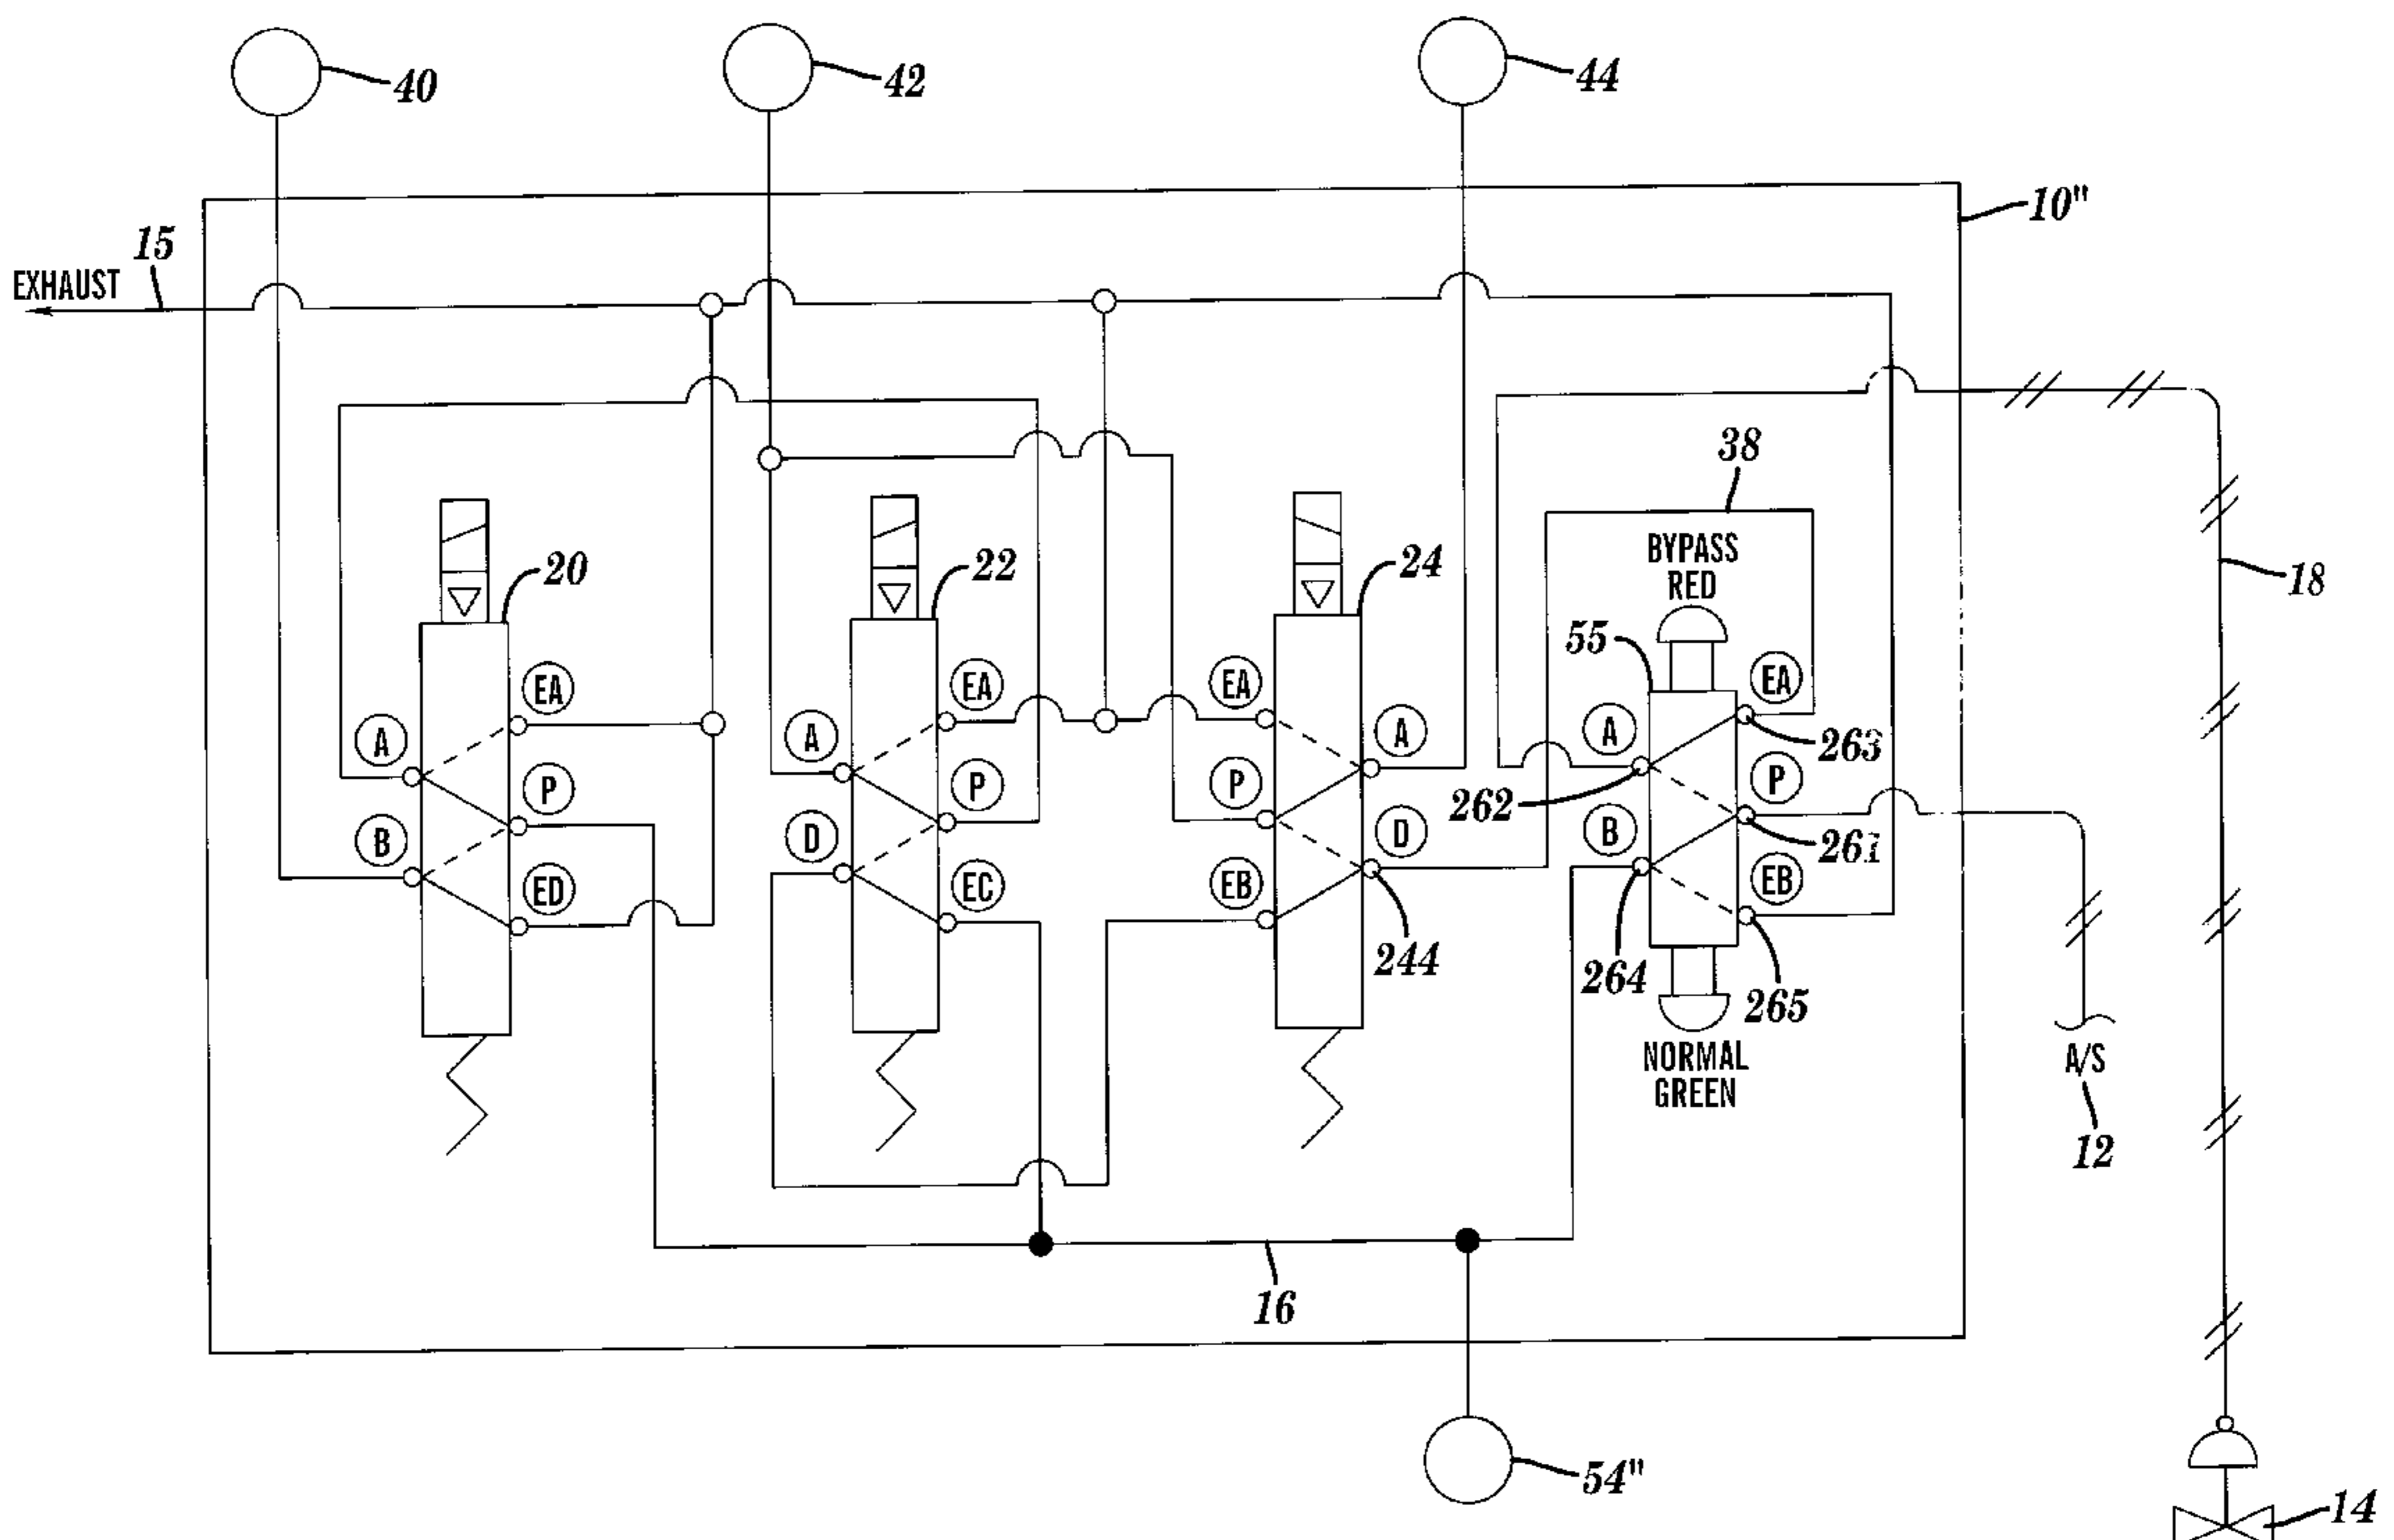 40
42
44
10"
15
EXHAUST
38
BYPASS
RED
18
20
22
24
55
EA
EA
EA
EA
A
A
A
A
263
P
P
P
P
262
261
B
D
D
B
ED
EC
EB
EB
244
264
265
NORMAL
GREEN
A/S
12
16
54"
14